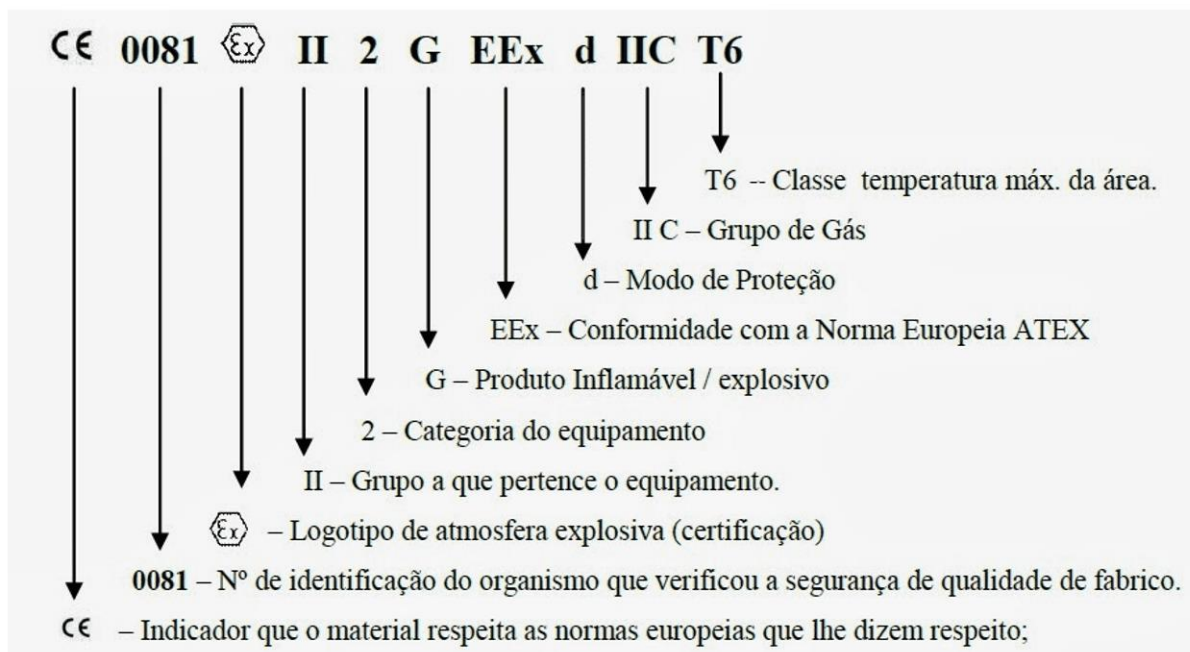 CE 0081 Ex II 2 G EEx d IIC T6
T6 -- Classe temperatura máx. da área.
II C – Grupo de Gás
d – Modo de Proteção
EEx – Conformidade com a Norma Europeia ATEX
G – Produto Inflamável / explosivo
2 – Categoria do equipamento
II – Grupo a que pertence o equipamento.
Ex – Logotipo de atmosfera explosiva (certificação)
0081 – Nº de identificação do organismo que verificou a segurança de qualidade de fabrico.
CE – Indicador que o material respeita as normas europeias que lhe dizem respeito;